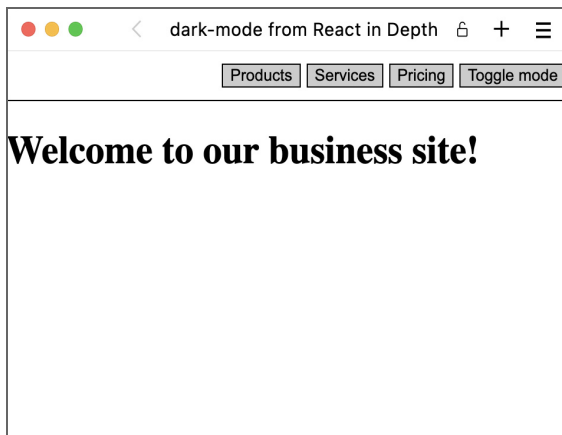 dark-mode from React in Depth
Products Services Pricing Toggle mode
Welcome to our business site!